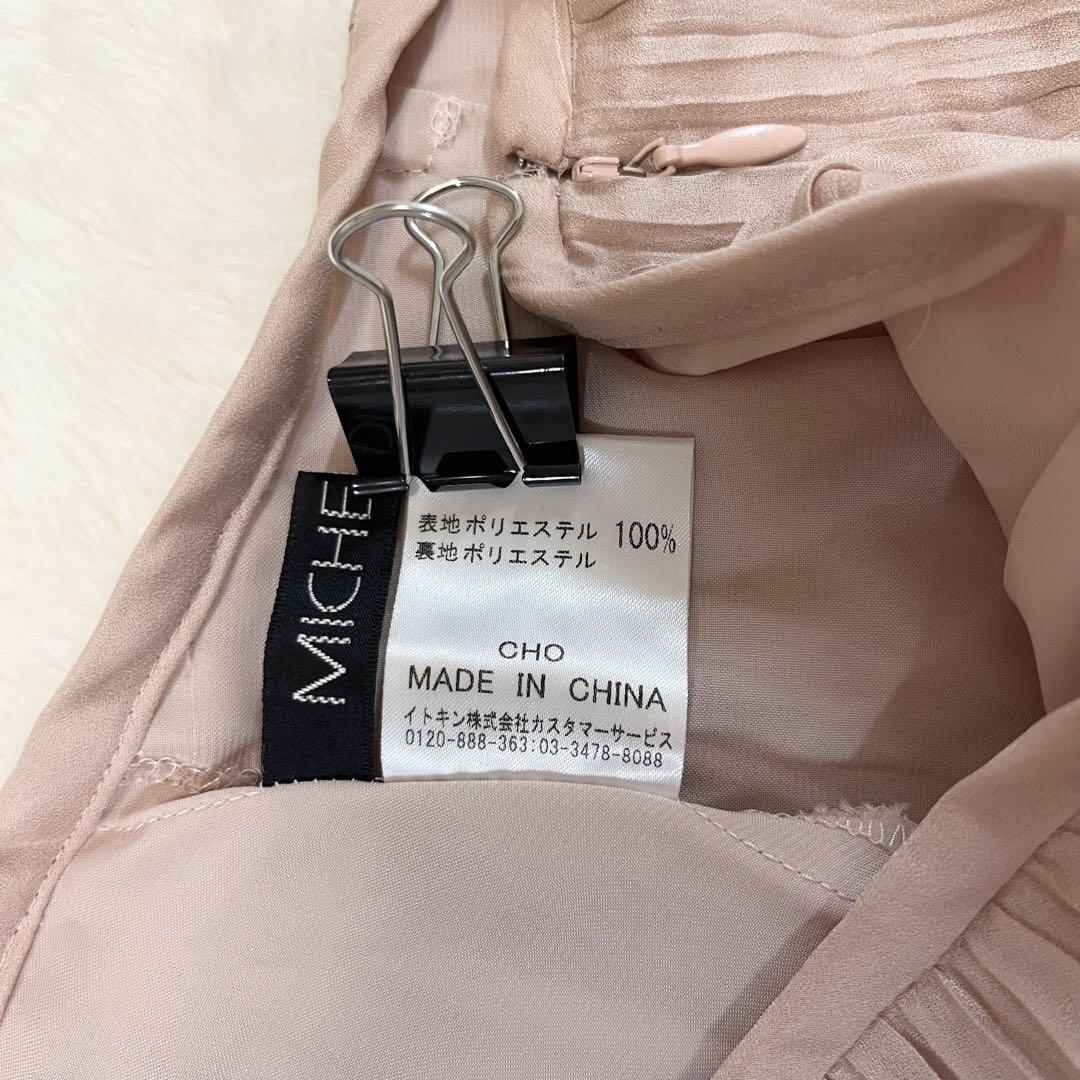 MICHE
表地ポリエステル 100%
裏地ポリエステル
CHO
MADE IN CHINA
イトキン株式会社カスタマーサービス
0120-888-363:03-3478-8088